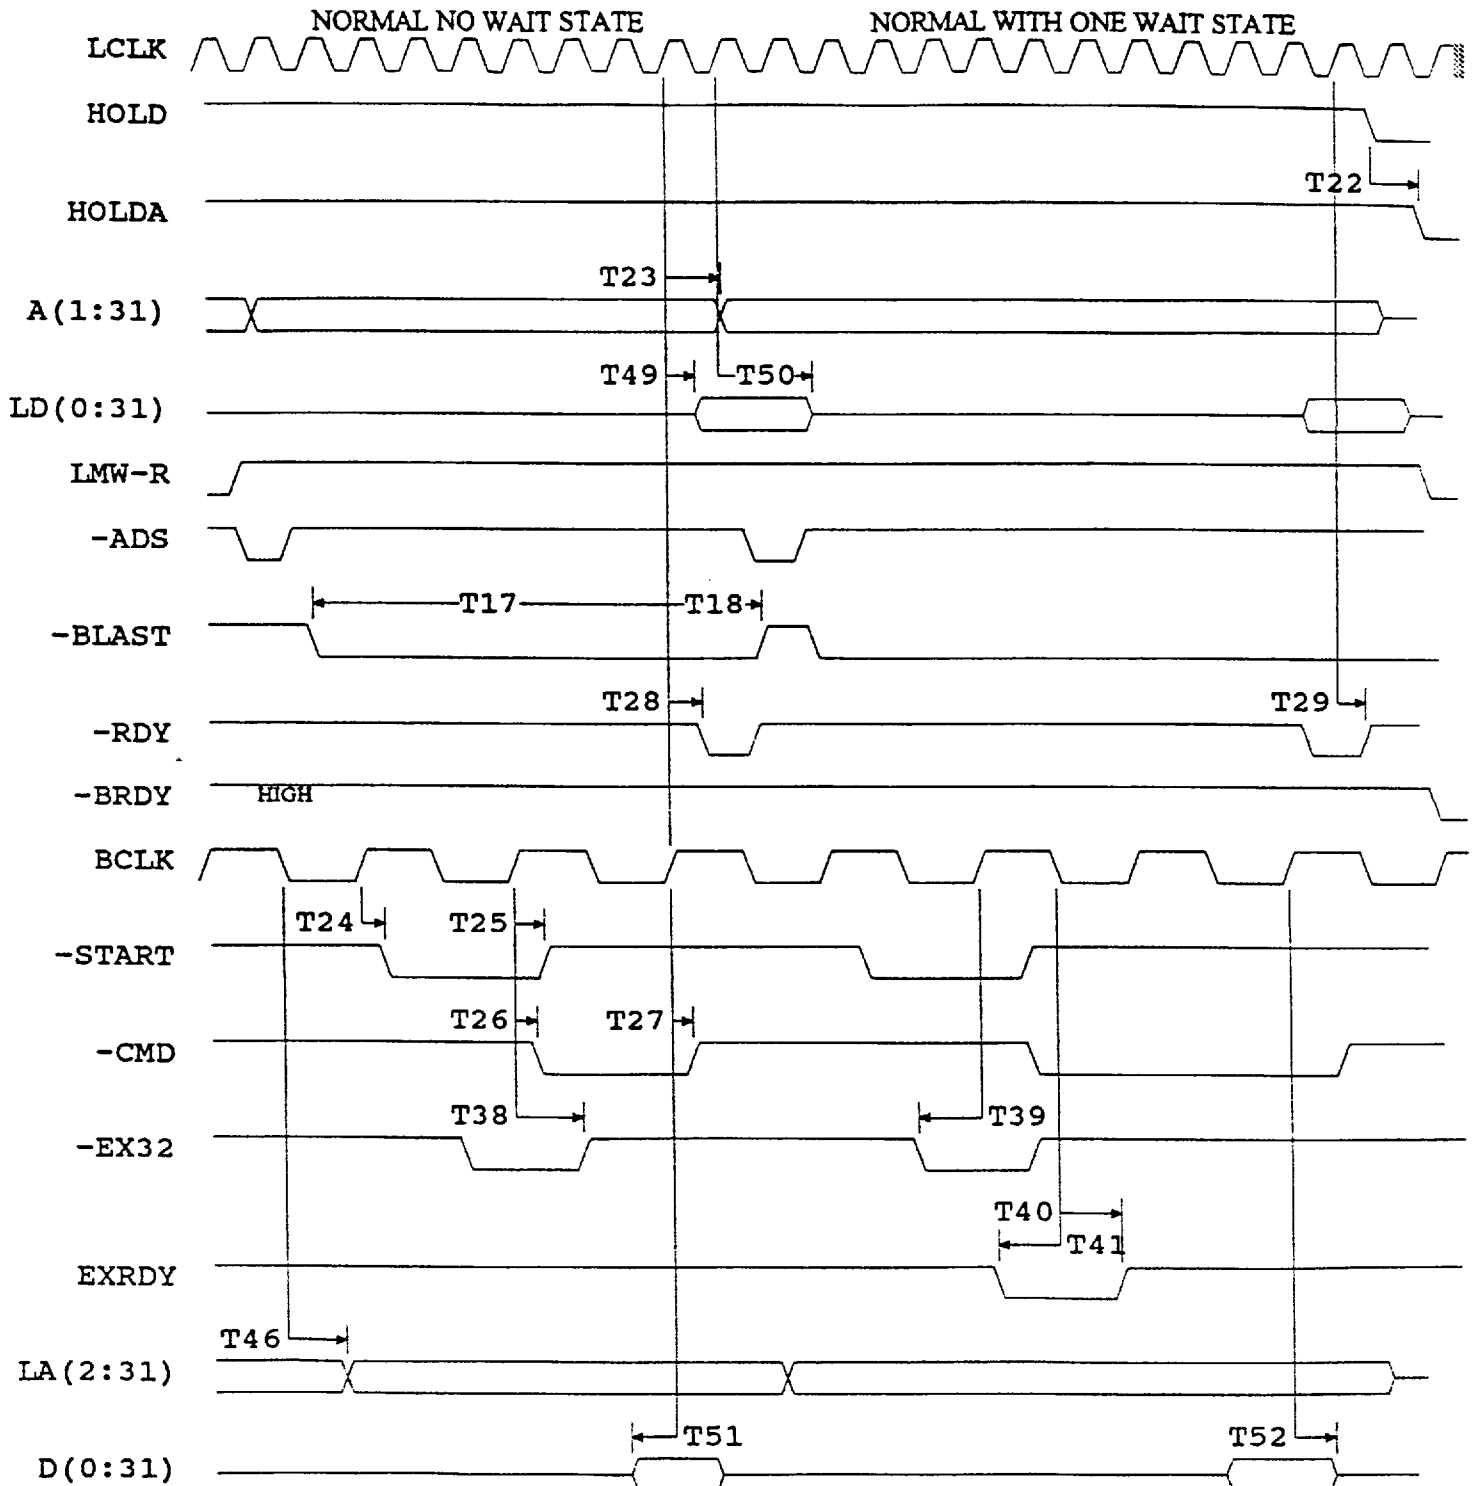 NORMAL NO WAIT STATE NORMAL WITH ONE WAIT STATE
LCLK
HOLD
T22
HOLDA
T23
A(1:31)
T49 T50
LD(0:31)
LMW-R
-ADS
T17 T18
-BLAST
T28 T29
-RDY
-BRDY HIGH
BCLK
T24 T25
-START
T26 T27
-CMD
T38 T39
-EX32
T40
T41
EXRDY
T46
LA(2:31)
T51 T52
D(0:31)